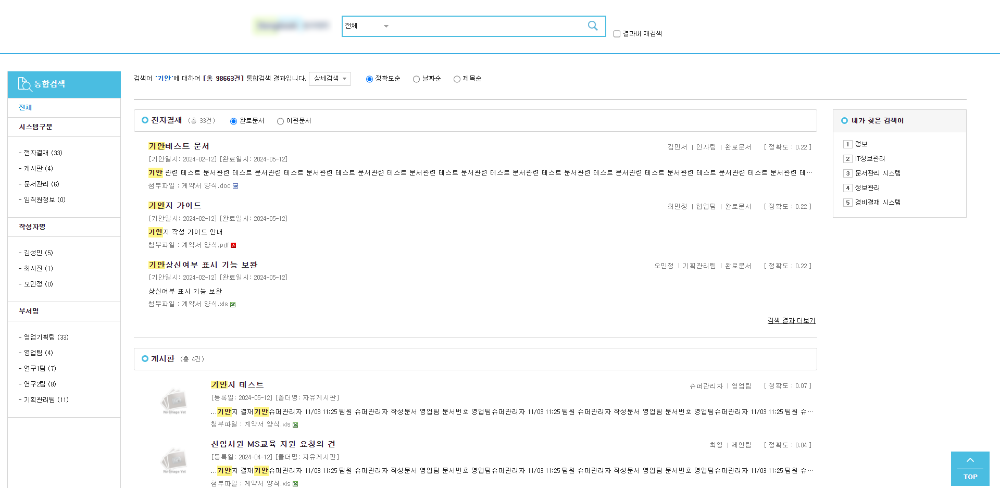 전체
결과내 재검색
통합검색
전체
시스템구분
- 전자결재 (33)
- 게시판 (4)
- 문서관리 (6)
- 임직원정보 (0)
작성자명
- 김성민 (5)
- 최시진 (1)
- 오민정 (0)
부서명
- 영업기획팀 (33)
- 영업팀 (4)
- 연구1팀 (7)
- 연구2팀 (8)
- 기획관리팀 (11)
검색어 '기안'에 대하여 [총 98663건] 통합검색 결과입니다. 상세검색 정확도순 날짜순 제목순
전자결재 (총 33건) 완료문서 이관문서
기안테스트 문서 김민서 | 인사팀 | 완료문서 [ 정확도 : 0.22 ]
[기안일시: 2024-02-12] [완료일시: 2024-05-12]
기안 관련 테스트 문서관련 테스트 문서관련 테스트 문서관련 테스트 문서관련 테스트 문서관련 테스트 문서관련 테스트 문서관련 테스트 문서관련 테스트 문서관련 테스트 문서관련 테스트 문서관련 테스트 문서관련 테…
첨부파일 : 계약서 양식.doc
기안지 가이드 최민정 | 협업팀 | 완료문서 [ 정확도 : 0.22 ]
[기안일시: 2024-02-12] [완료일시: 2024-05-12]
기안지 작성 가이드 안내
첨부파일 : 계약서 양식.pdf
기안상신여부 표시 기능 보완 오민정 | 기획관리팀 | 완료문서 [ 정확도 : 0.22 ]
[기안일시: 2024-02-12] [완료일시: 2024-05-12]
상신여부 표시 기능 보완
첨부파일 : 계약서 양식.xls
검색 결과 더보기
게시판 (총 4건)
기안지 테스트 슈퍼관리자 | 영업팀 [ 정확도 : 0.07 ]
[등록일: 2024-05-12] [폴더명: 자유게시판]
No Image Yet
...기안지 결재기안슈퍼관리자 11/03 11:25 팀원 슈퍼관리자 작성문서 영업팀 문서번호 영업팀슈퍼관리자 11/03 11:25 팀원 슈퍼관리자 작성문서 영업팀 문서번호 영업팀슈퍼관리자 11/03 11:25 팀원 슈…
첨부파일 : 계약서 양식.xls
신입사원 MS교육 지원 요청의 건 최영 | 제안팀 [ 정확도 : 0.04 ]
[등록일: 2024-04-12] [폴더명: 자유게시판]
No Image Yet
...기안지 결재기안슈퍼관리자 11/03 11:25 팀원 슈퍼관리자 작성문서 영업팀 문서번호 영업팀슈퍼관리자 11/03 11:25 팀원 슈퍼관리자 작성문서 영업팀 문서번호 영업팀슈퍼관리자 11/03 11:25 팀원 슈…
첨부파일 : 계약서 양식.xls
내가 찾은 검색어
1 정보
2 IT정보관리
3 문서관리 시스템
4 정보관리
5 경비결재 시스템
TOP